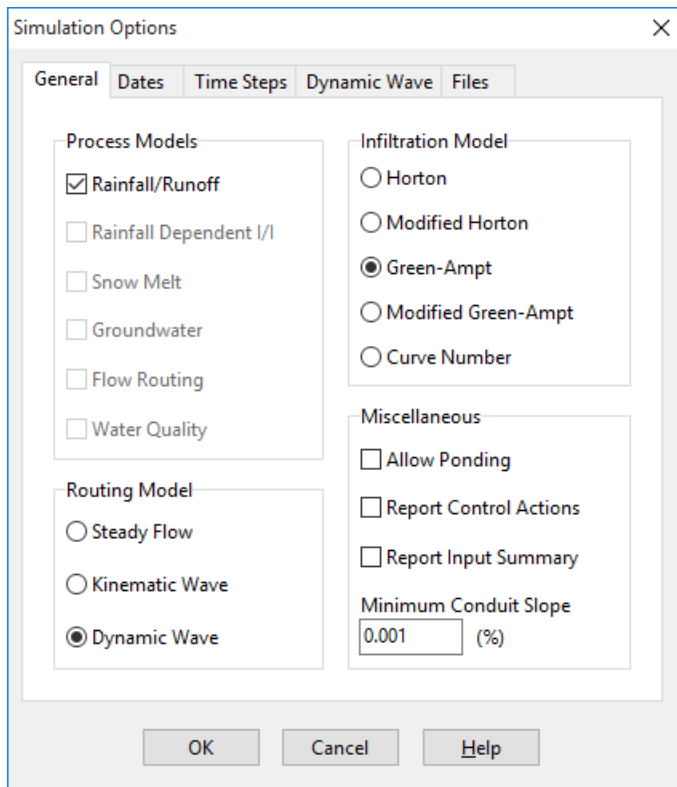 Simulation Options
General Dates Time Steps Dynamic Wave Files
Process Models
Rainfall/Runoff
Rainfall Dependent I/I
Snow Melt
Groundwater
Flow Routing
Water Quality
Routing Model
Steady Flow
Kinematic Wave
Dynamic Wave
Infiltration Model
Horton
Modified Horton
Green-Ampt
Modified Green-Ampt
Curve Number
Miscellaneous
Allow Ponding
Report Control Actions
Report Input Summary
Minimum Conduit Slope
0.001 (%)
OK Cancel Help